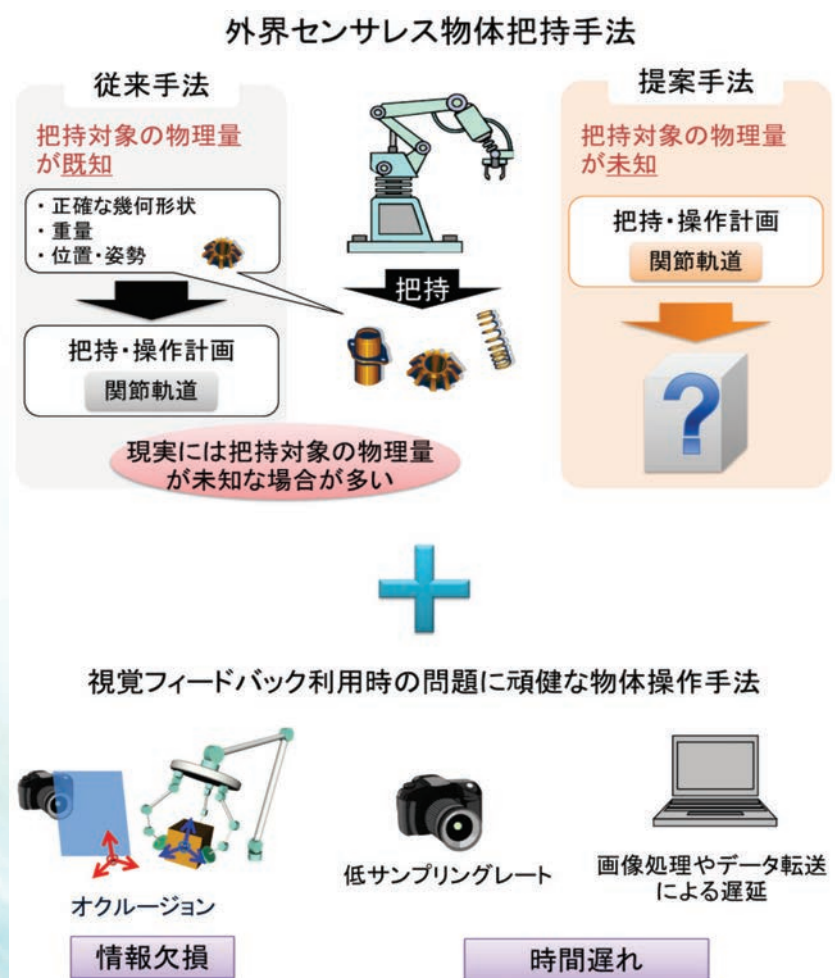 外界センサレス物体把持手法
従来手法
把持対象の物理量
が既知
・正確な幾何形状
・重量
・位置・姿勢
把持・操作計画
関節軌道
把持
提案手法
把持対象の物理量
が未知
把持・操作計画
関節軌道
?
現実には把持対象の物理量
が未知な場合が多い
視覚フィードバック利用時の問題に頑健な物体操作手法
オクルージョン
情報欠損
低サンプリングレート
画像処理やデータ転送
による遅延
時間遅れ